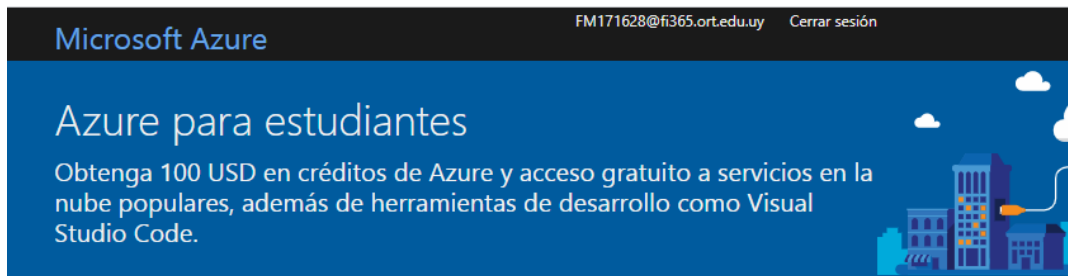 FM171628@fi365.ort.edu.uy Cerrar sesión
Microsoft Azure
Azure para estudiantes
Obtenga 100 USD en créditos de Azure y acceso gratuito a servicios en la
nube populares, además de herramientas de desarrollo como Visual
Studio Code.